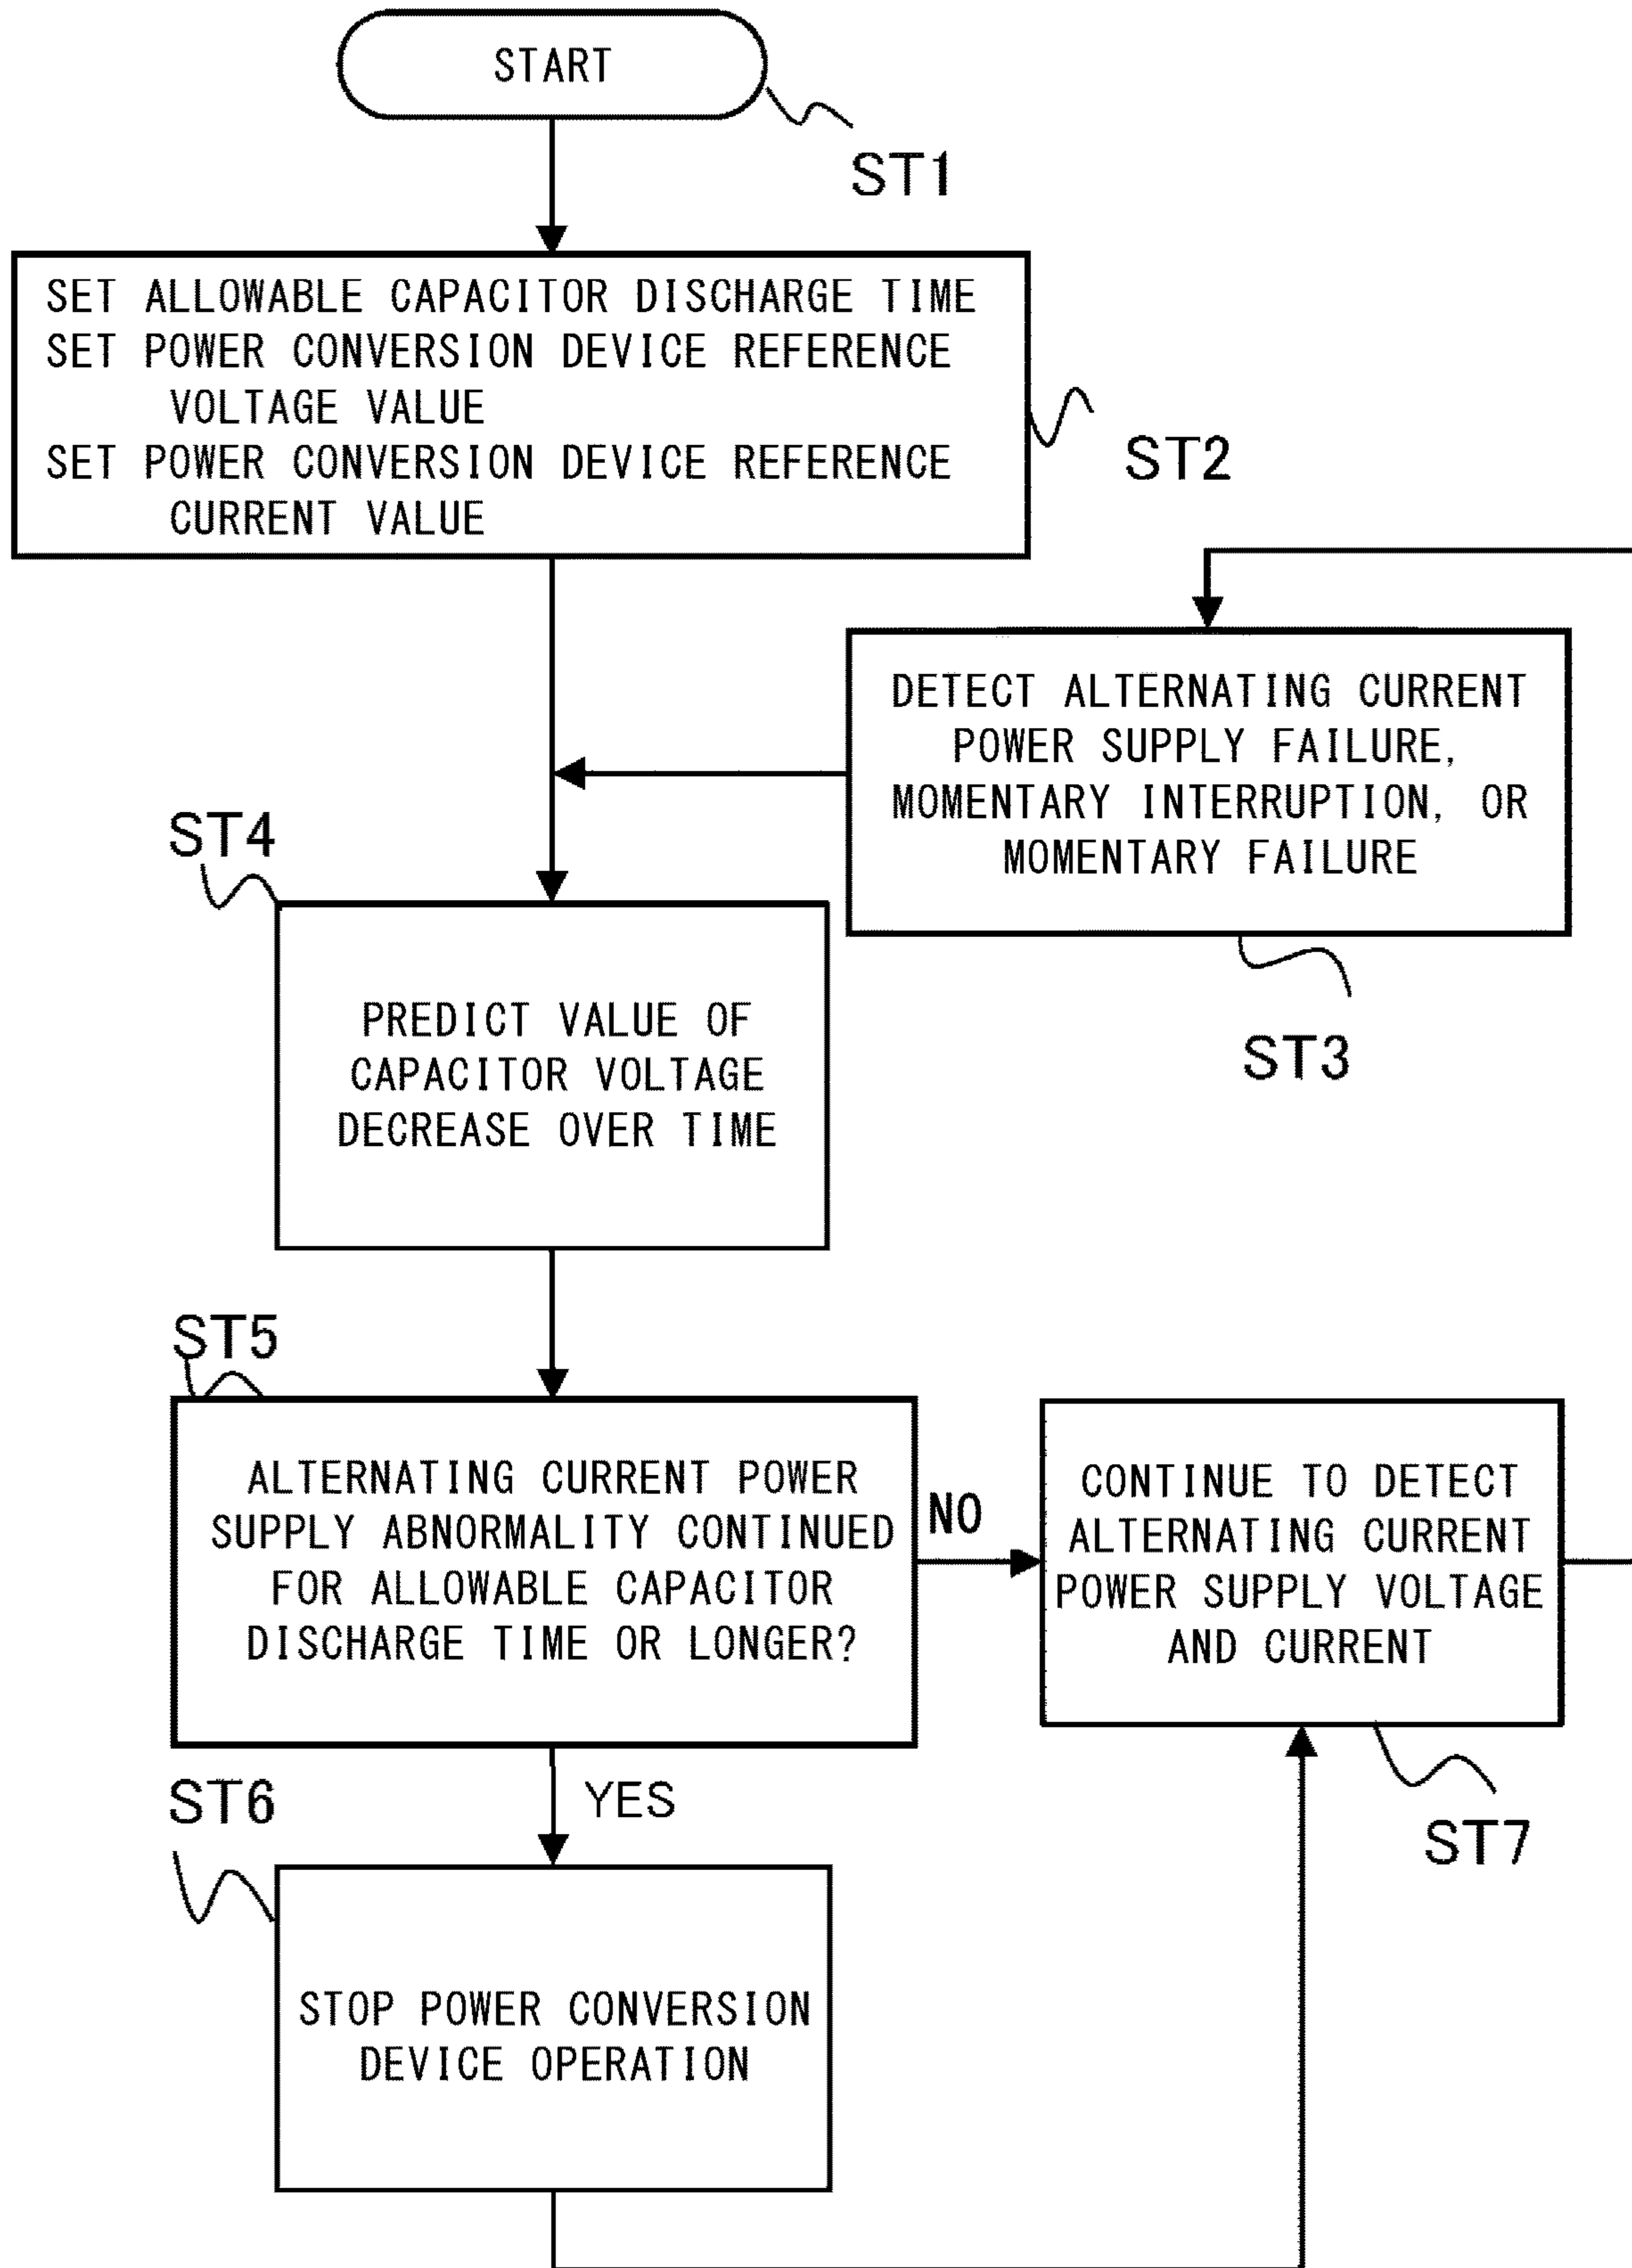 START
ST1
SET ALLOWABLE CAPACITOR DISCHARGE TIME
SET POWER CONVERSION DEVICE REFERENCE
VOLTAGE VALUE
SET POWER CONVERSION DEVICE REFERENCE
CURRENT VALUE
ST2
DETECT ALTERNATING CURRENT
POWER SUPPLY FAILURE,
MOMENTARY INTERRUPTION, OR
MOMENTARY FAILURE
ST3
ST4
PREDICT VALUE OF
CAPACITOR VOLTAGE
DECREASE OVER TIME
ST5
ALTERNATING CURRENT POWER
SUPPLY ABNORMALITY CONTINUED
FOR ALLOWABLE CAPACITOR
DISCHARGE TIME OR LONGER?
NO
CONTINUE TO DETECT
ALTERNATING CURRENT
POWER SUPPLY VOLTAGE
AND CURRENT
ST7
YES
ST6
STOP POWER CONVERSION
DEVICE OPERATION